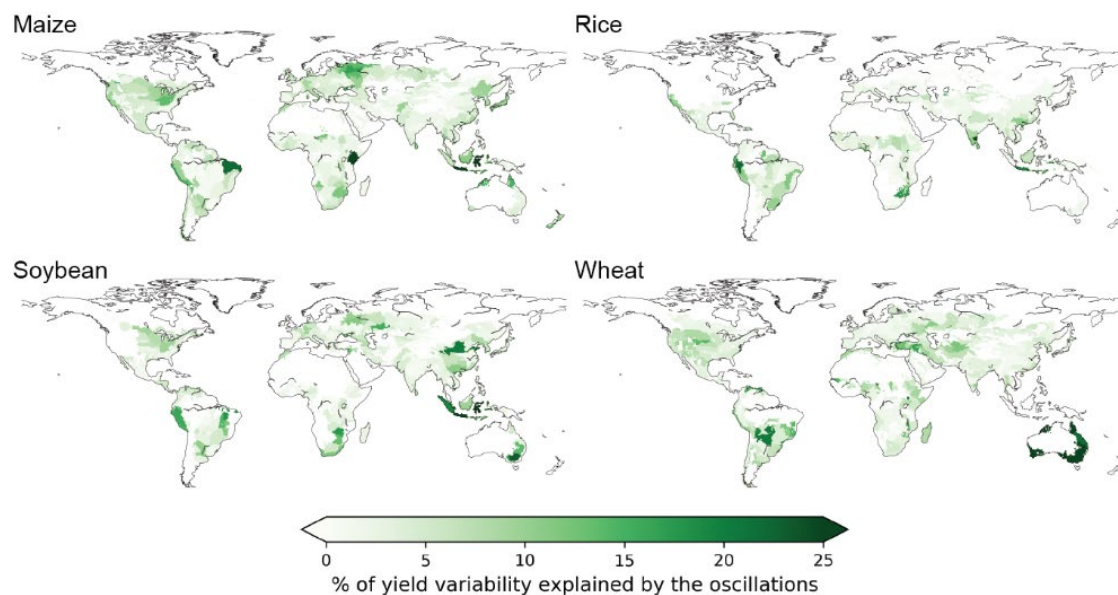 Maize
Rice
Soybean
Wheat
0 5 10 15 20 25
% of yield variability explained by the oscillations